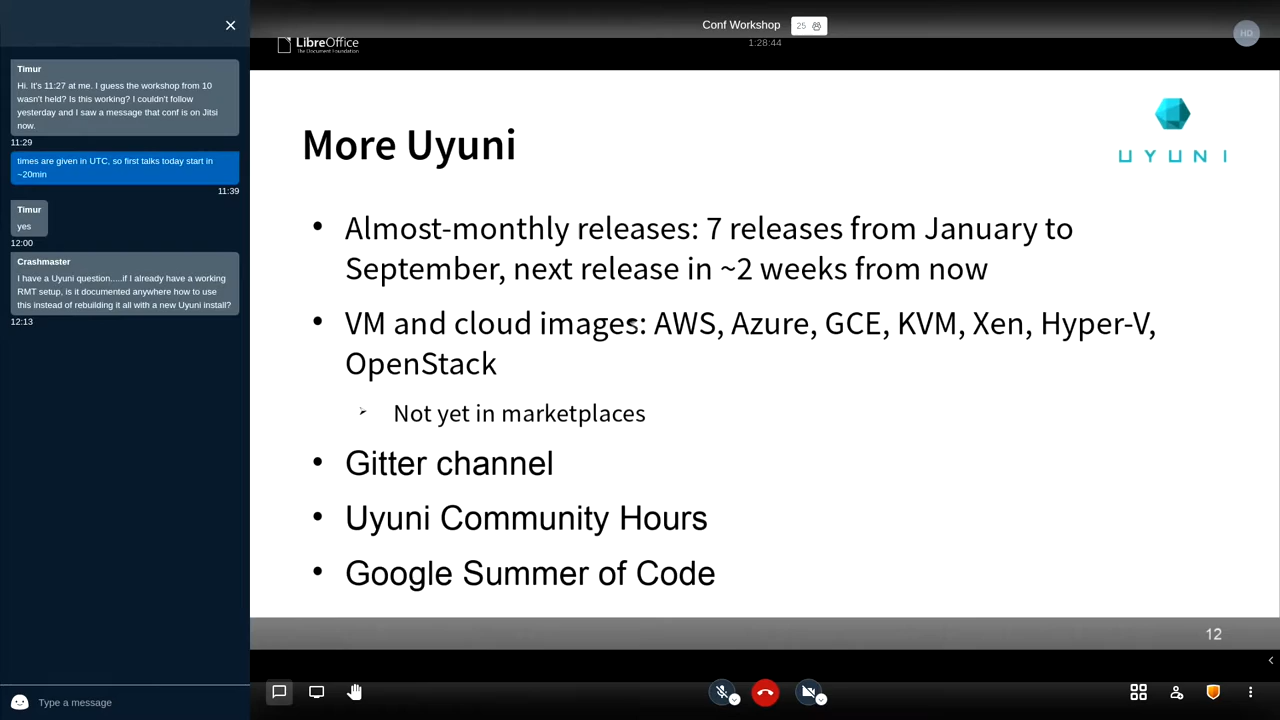 Conf Workshop
25
1:28:44
HD
LibreOffice
The Document Foundation
Timur
Hi. It's 11:27 at me. I guess the workshop from 10
wasn't held? Is this working? I couldn't follow
yesterday and I saw a message that conf is on Jitsi
now.
11:29
times are given in UTC, so first talks today start in
~20min
11:39
Timur
yes
12:00
Crashmaster
I have a Uyuni question.....if I already have a working
RMT setup, is it documented anywhere how to use
this instead of rebuilding it all with a new Uyuni install?
12:13
Type a message
More Uyuni
UYUNI
• Almost-monthly releases: 7 releases from January to
September, next release in ~2 weeks from now
• VM and cloud images: AWS, Azure, GCE, KVM, Xen, Hyper-V,
OpenStack
➢ Not yet in marketplaces
• Gitter channel
• Uyuni Community Hours
• Google Summer of Code
12